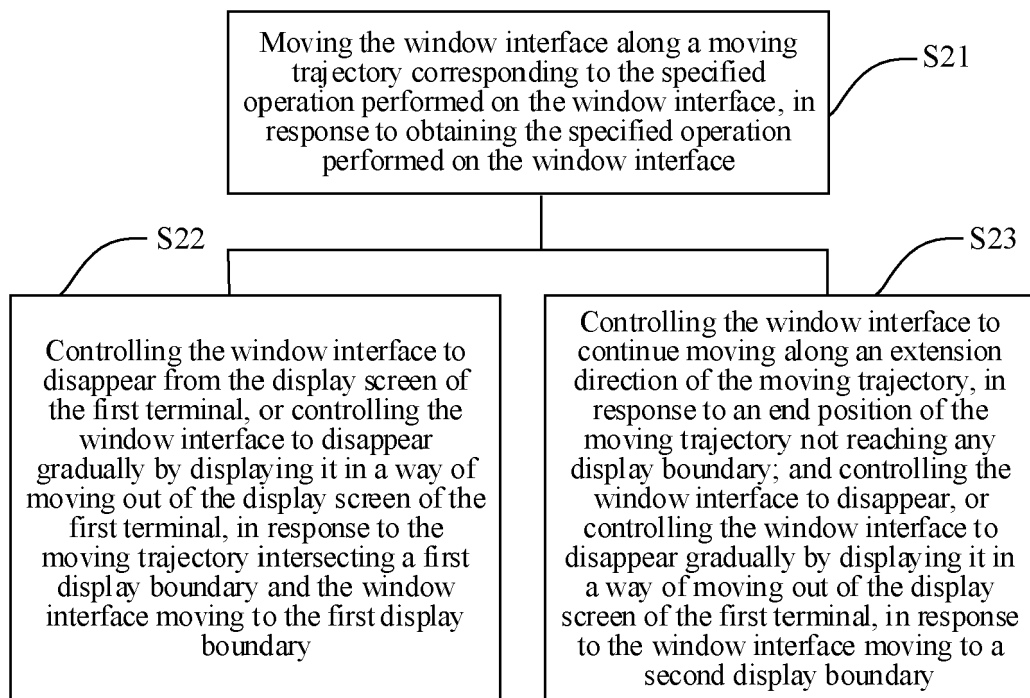 Moving the window interface along a moving
trajectory corresponding to the specified
operation performed on the window interface, in
response to obtaining the specified operation
performed on the window interface
S21
S22
Controlling the window interface to
disappear from the display screen of
the first terminal, or controlling the
window interface to disappear
gradually by displaying it in a way of
moving out of the display screen of
the first terminal, in response to the
moving trajectory intersecting a first
display boundary and the window
interface moving to the first display
boundary
S23
Controlling the window interface to
continue moving along an extension
direction of the moving trajectory, in
response to an end position of the
moving trajectory not reaching any
display boundary; and controlling the
window interface to disappear, or
controlling the window interface to
disappear gradually by displaying it in
a way of moving out of the display
screen of the first terminal, in response
to the window interface moving to a
second display boundary